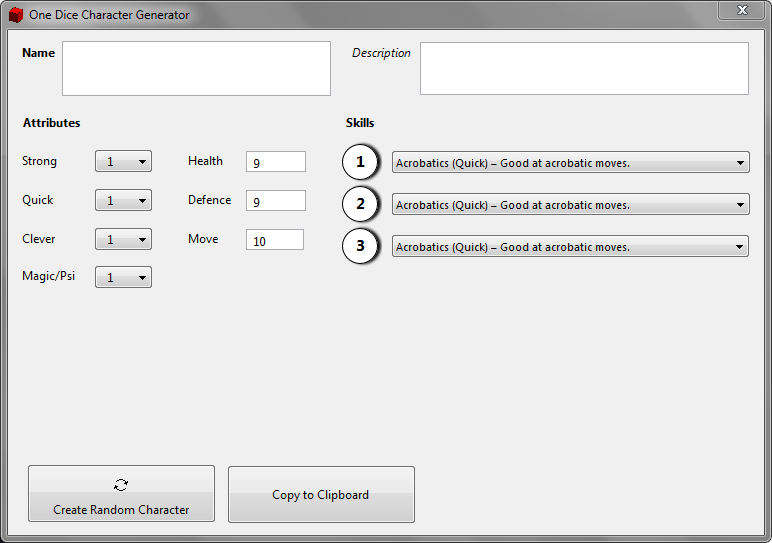 One Dice Character Generator
Name
Description
Attributes
Skills
Strong 1 Health 9
1 Acrobatics (Quick) – Good at acrobatic moves.
Quick 1 Defence 9
2 Acrobatics (Quick) – Good at acrobatic moves.
Clever 1 Move 10
3 Acrobatics (Quick) – Good at acrobatic moves.
Magic/Psi 1
Create Random Character
Copy to Clipboard